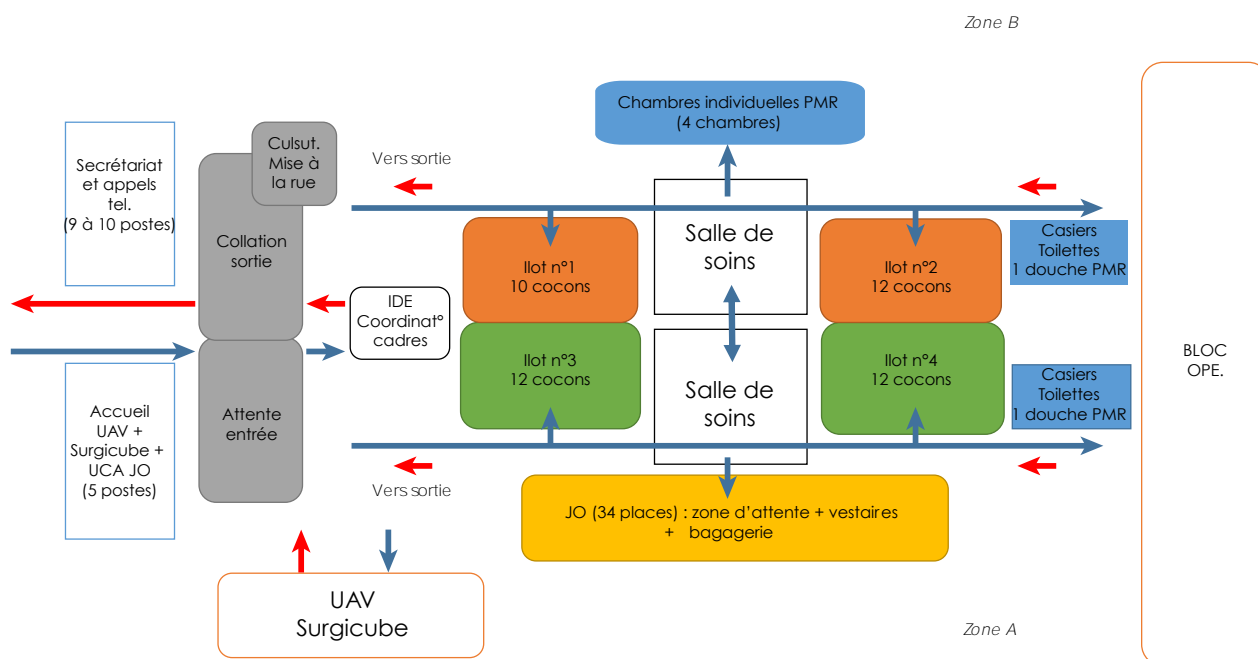 Zone B
Chambres individuelles PMR
(4 chambres)
Secrétariat
et appels
tel.
(9 à 10 postes)
Culsut.
Mise à
la rue
Vers sortie
Collation
sortie
Salle de
soins
Ilot n°1
10 cocons
Ilot n°2
12 cocons
Casiers
Toilettes
1 douche PMR
IDE
Coordinat°
cadres
Ilot n°3
12 cocons
Salle de
soins
Ilot n°4
12 cocons
Casiers
Toilettes
1 douche PMR
BLOC
OPE.
Accueil
UAV +
Surgicube +
UCA JO
(5 postes)
Attente
entrée
Vers sortie
JO (34 places) : zone d’attente + vestiaires
+ bagagerie
UAV
Surgicube
Zone A